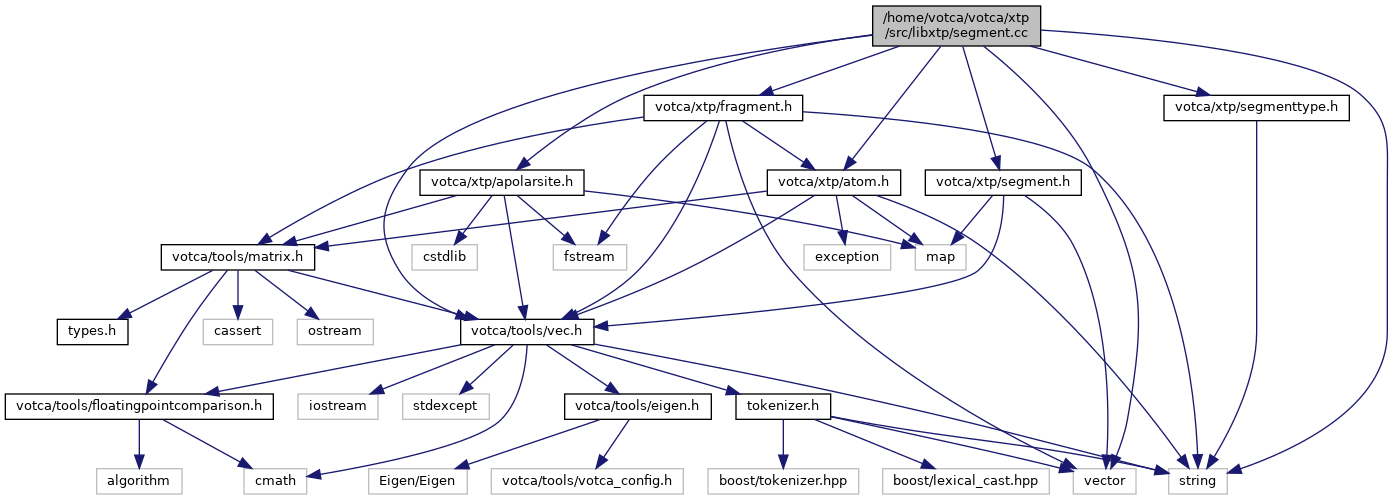 /home/votca/votca/xtp
/src/libxtp/segment.cc
votca/xtp/fragment.h
votca/xtp/segmenttype.h
votca/xtp/apolarsite.h
votca/xtp/atom.h
votca/xtp/segment.h
votca/tools/matrix.h
cstdlib
fstream
exception
map
types.h
cassert
ostream
votca/tools/vec.h
votca/tools/floatingpointcomparison.h
iostream
stdexcept
votca/tools/eigen.h
tokenizer.h
algorithm
cmath
Eigen/Eigen
votca/tools/votca_config.h
boost/tokenizer.hpp
boost/lexical_cast.hpp
vector
string